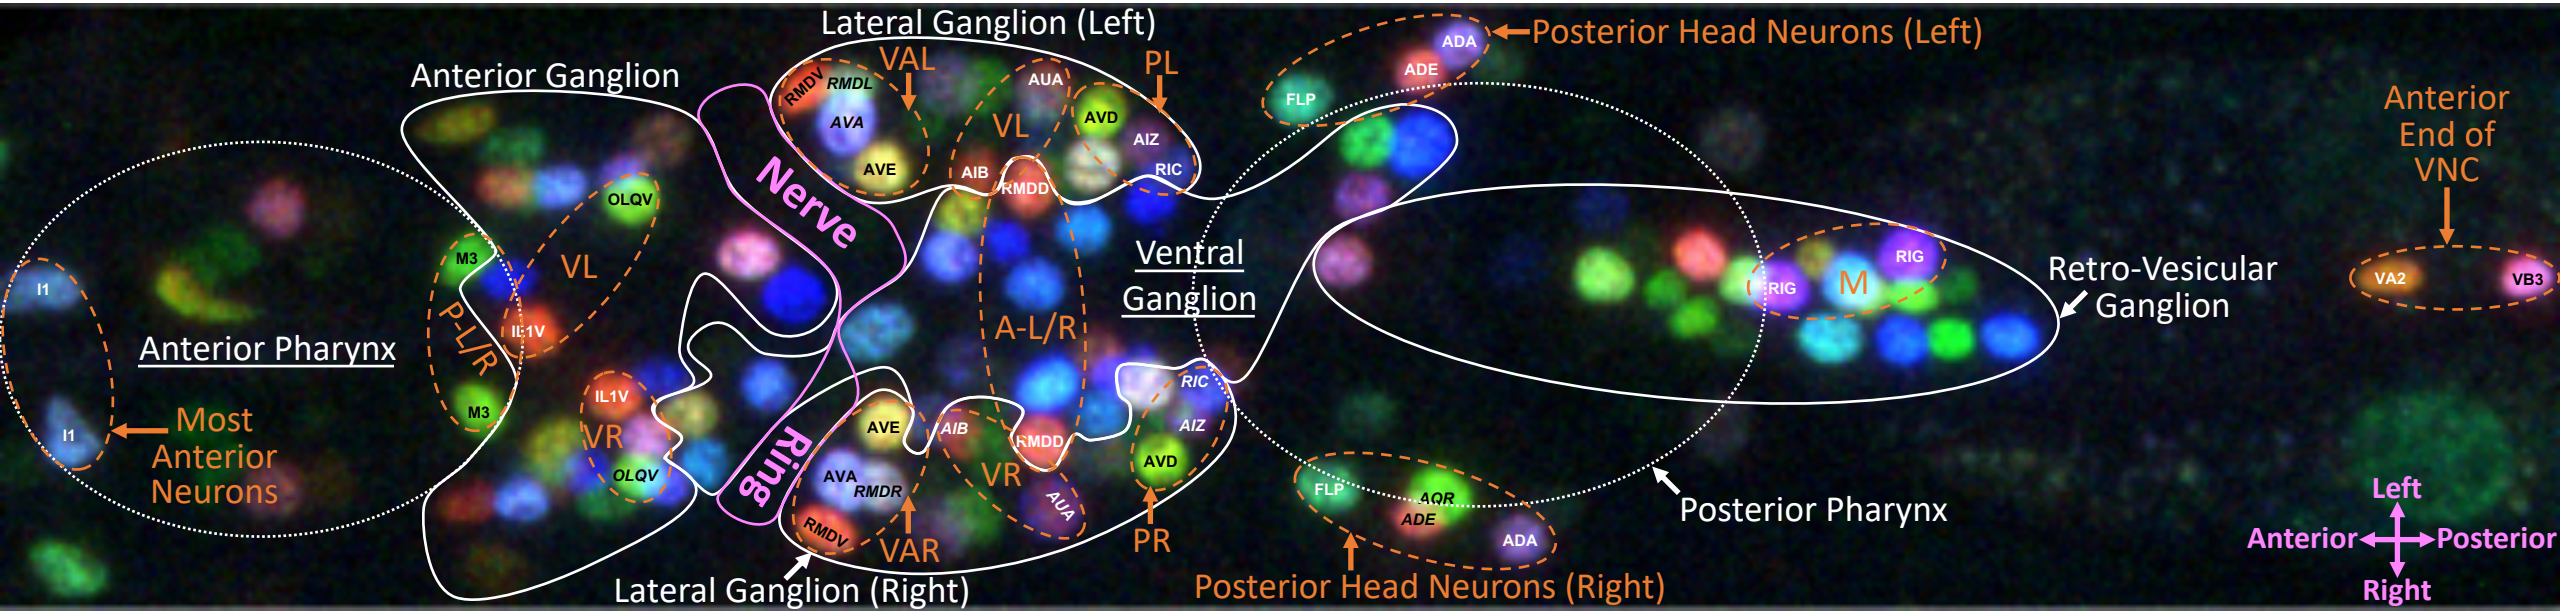 Lateral Ganglion (Left)
Posterior Head Neurons (Left)
ADA
ADE
FLP
VAL
PL
Anterior Ganglion
RMDV
RMDL
AVA
AVE
AUA
VL
AVD
AIZ
RIC
AIB
RMDD
Anterior
End of
VNC
OLQV
Nerve
M3
VL
I1
IL1V
P-L/R
Ventral
Ganglion
A-L/R
RIG
M
RIG
Retro-Vesicular
Ganglion
VA2
VB3
Anterior Pharynx
M3
I1
Most
Anterior
Neurons
IL1V
VR
OLQV
Ring
AVE
AVA
RMDR
RMDV
VAR
AIB
RMDD
VR
AUA
RIC
AIZ
AVD
PR
FLP
AQR
ADE
ADA
Posterior Pharynx
Lateral Ganglion (Right)
Posterior Head Neurons (Right)
Left
Anterior
Posterior
Right